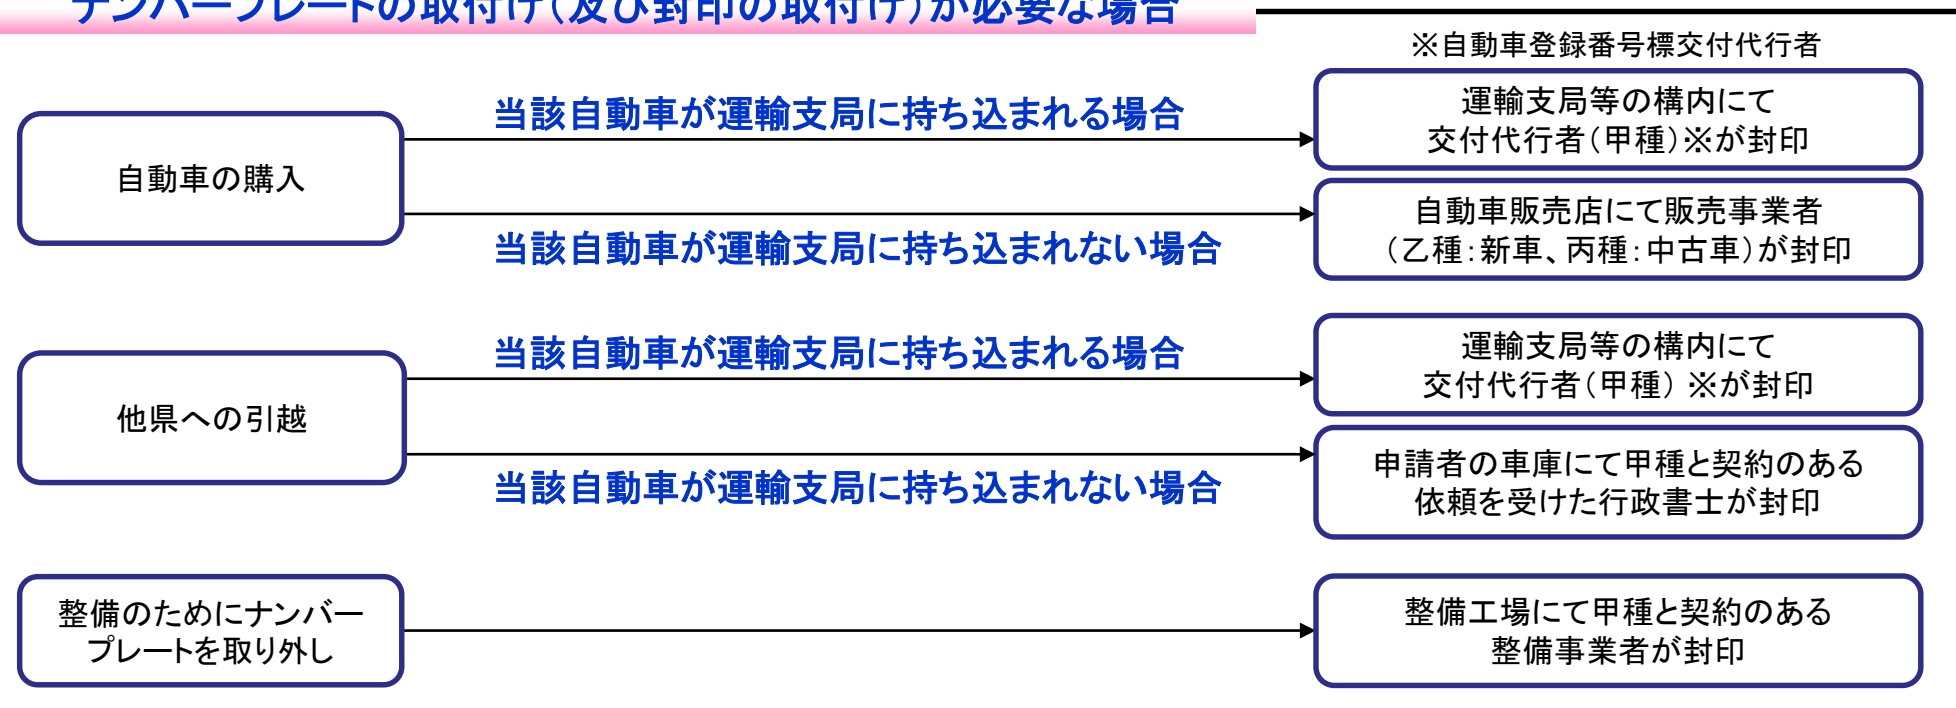 ナンバープレートの取付け(及び封印の取付け)が必要な場合
※自動車登録番号標交付代行者
自動車の購入
当該自動車が運輸支局に持ち込まれる場合
運輸支局等の構内にて
交付代行者(甲種)※が封印
当該自動車が運輸支局に持ち込まれない場合
自動車販売店にて販売事業者
(乙種:新車、丙種:中古車)が封印
他県への引越
当該自動車が運輸支局に持ち込まれる場合
運輸支局等の構内にて
交付代行者(甲種) ※が封印
当該自動車が運輸支局に持ち込まれない場合
申請者の車庫にて甲種と契約のある
依頼を受けた行政書士が封印
整備のためにナンバー
プレートを取り外し
整備工場にて甲種と契約のある
整備事業者が封印